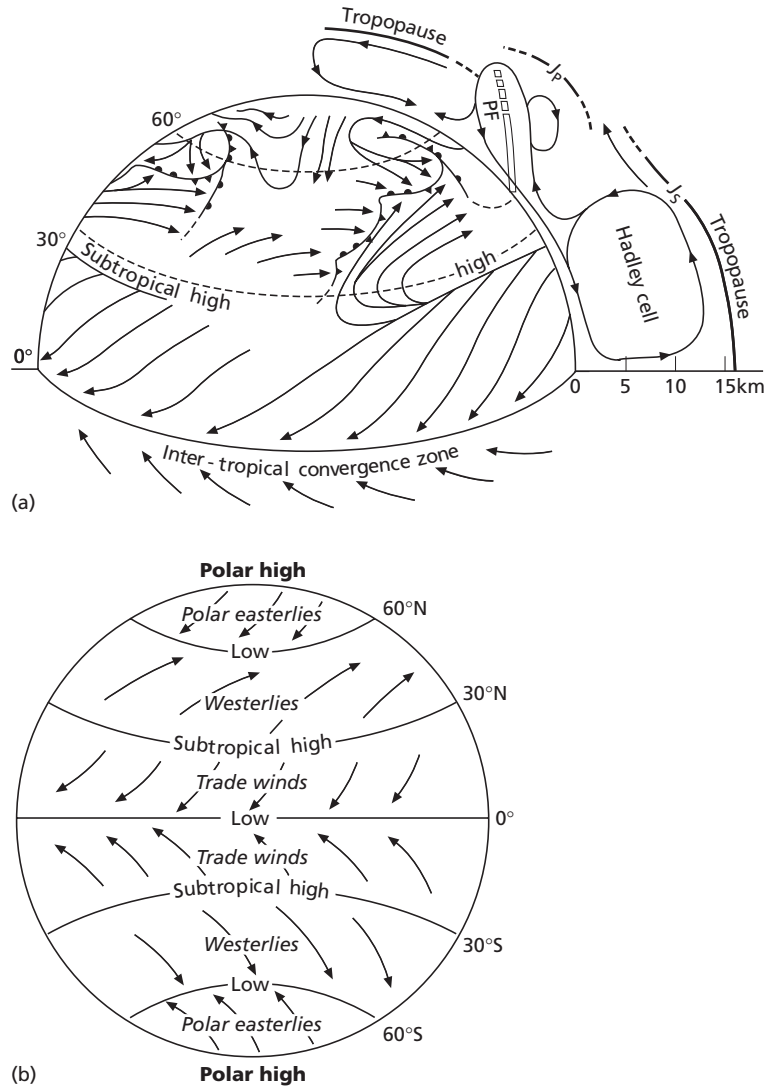 Tropopause
J_P
PF
60°
J_S
Tropopause
30°
Subtropical high
high
Hadley cell
0°
0 5 10 15km
Inter-tropical convergence zone
(a)
Polar high
Polar easterlies
60°N
Low
Westerlies
30°N
Subtropical high
Trade winds
Low
0°
Trade winds
Subtropical high
Westerlies
30°S
Low
Polar easterlies
60°S
(b)
Polar high